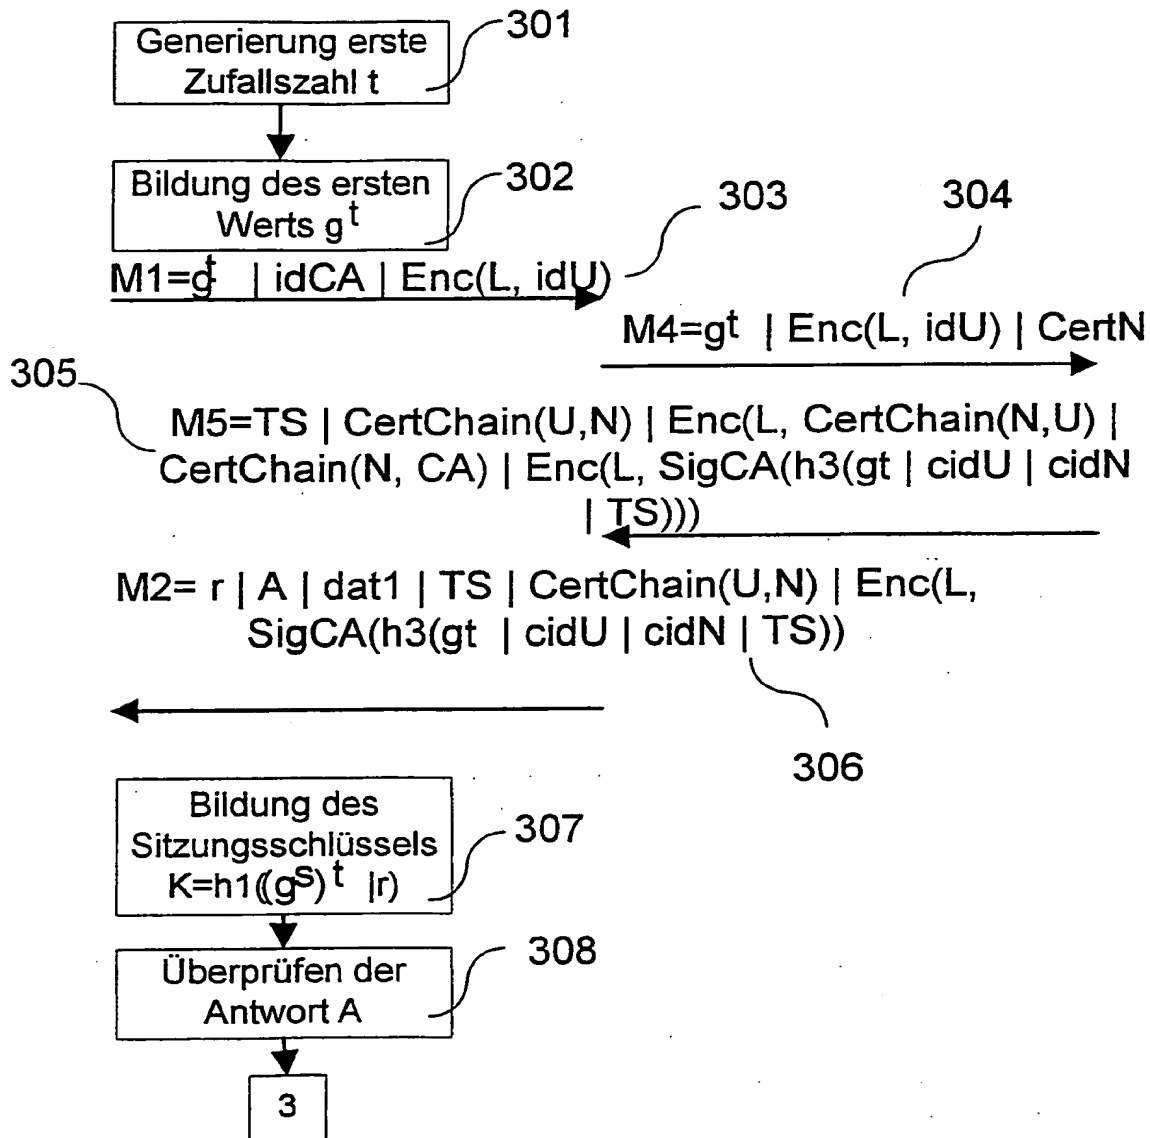 Generierung erste
Zufallszahl t
301
Bildung des ersten
Werts g^t
302
303
304
M1=g^t | idCA | Enc(L, idU)
M4=g^t | Enc(L, idU) | CertN
305
M5=TS | CertChain(U,N) | Enc(L, CertChain(N,U) |
CertChain(N, CA) | Enc(L, SigCA(h3(gt | cidU | cidN
| TS)))
M2= r | A | dat1 | TS | CertChain(U,N) | Enc(L,
SigCA(h3(gt | cidU | cidN | TS))
306
Bildung des
Sitzungsschlüssels
K=h1((g^s)^t |r)
307
Überprüfen der
Antwort A
308
3